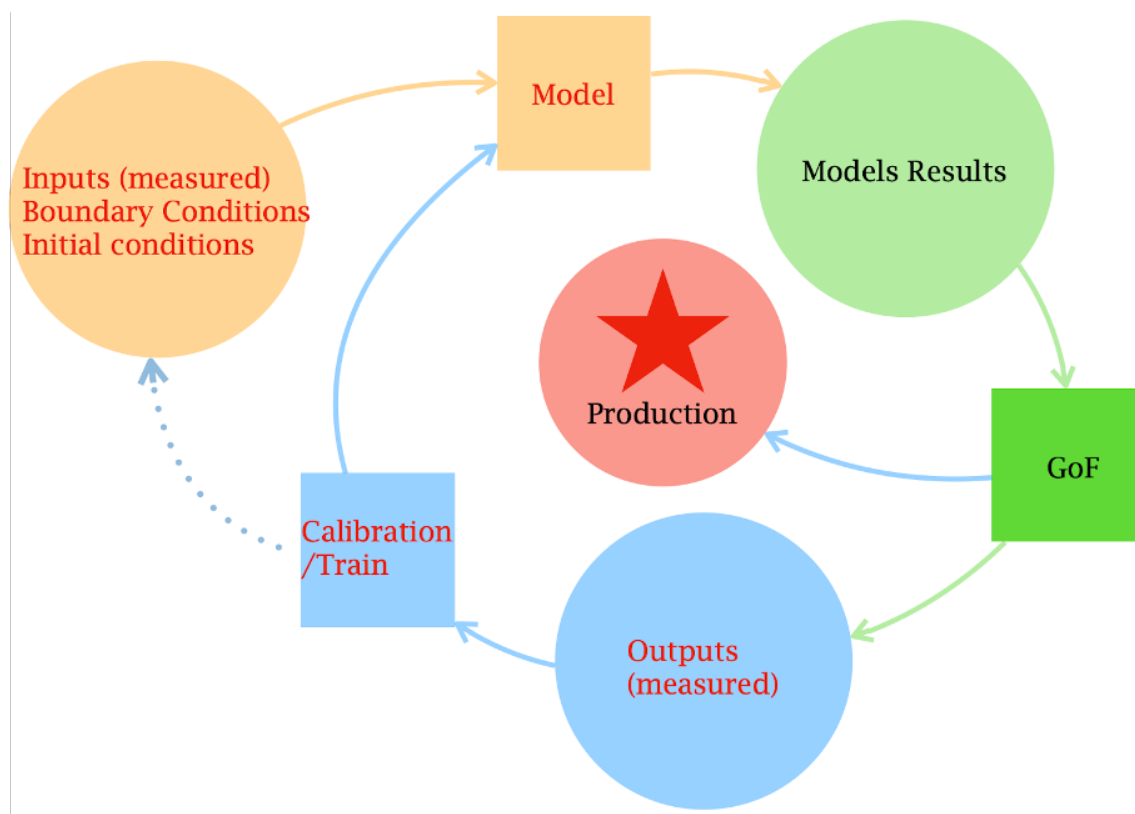 Model
Inputs (measured)
Boundary Conditions
Initial conditions
Models Results
Production
GoF
Calibration
/Train
Outputs
(measured)